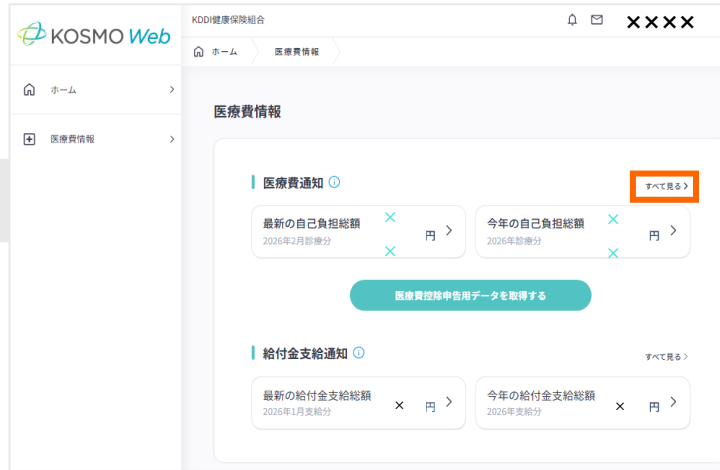 KOSMO Web
KDDI健康保険組合
××××
ホーム
医療費情報
ホーム
医療費情報
医療費情報
医療費通知
すべて見る
最新の自己負担総額
2026年2月診療分
円
今年の自己負担総額
2026年診療分
円
医療費控除申告用データを取得する
給付金支給通知
すべて見る
最新の給付金支給総額
2026年1月支給分
× 円
今年の給付金支給総額
2026年支給分
× 円